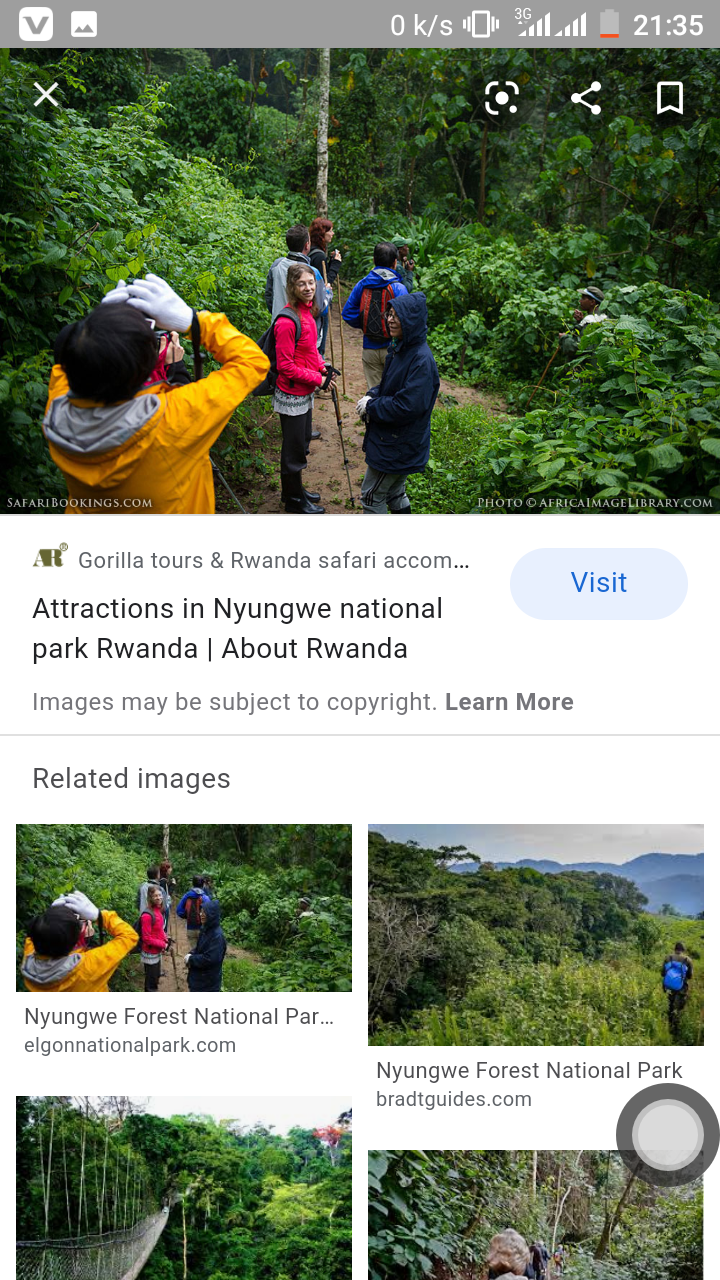 0 k/s 3G 21:35
SAFARIBOOKINGS.COM
PHOTO © AFRICAIMAGELIBRARY.COM
AR®
Gorilla tours & Rwanda safari accom...
Visit
Attractions in Nyungwe national
park Rwanda | About Rwanda
Images may be subject to copyright. Learn More
Related images
Nyungwe Forest National Par...
elgonnationalpark.com
Nyungwe Forest National Park
bradtguides.com